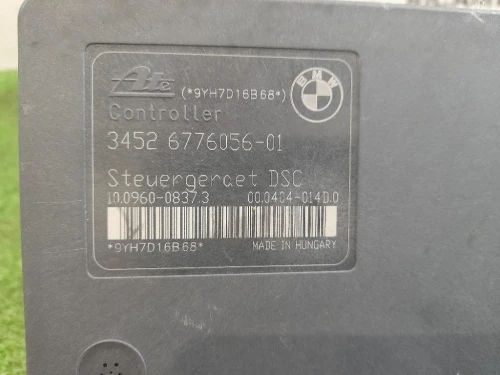 Ate (*9YH7D16B68*) BMW
Controller
3452 6776056-01
Steuergeraet DSC
10.0960-0837.3 00.0404-014D.0
*9YH7D16B68* MADE IN HUNGARY